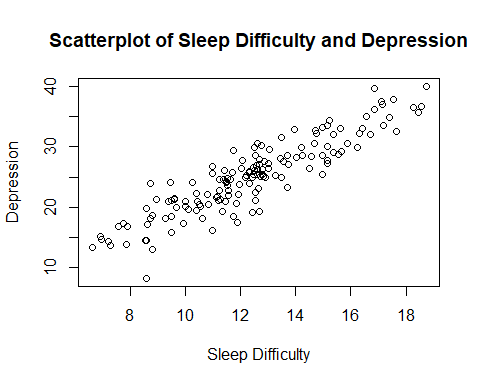 Scatterplot of Sleep Difficulty and Depression
Depression
40
30
20
10
8 10 12 14 16 18
Sleep Difficulty